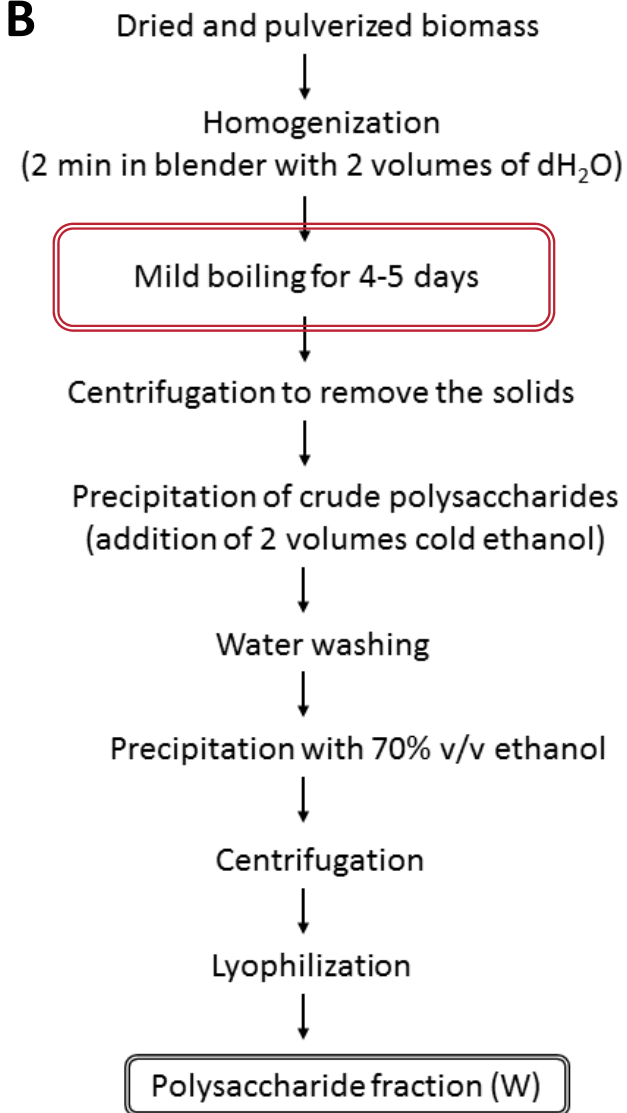 B
Dried and pulverized biomass
Homogenization
(2 min in blender with 2 volumes of dH₂O)
Mild boiling for 4-5 days
Centrifugation to remove the solids
Precipitation of crude polysaccharides
(addition of 2 volumes cold ethanol)
Water washing
Precipitation with 70% v/v ethanol
Centrifugation
Lyophilization
Polysaccharide fraction (W)